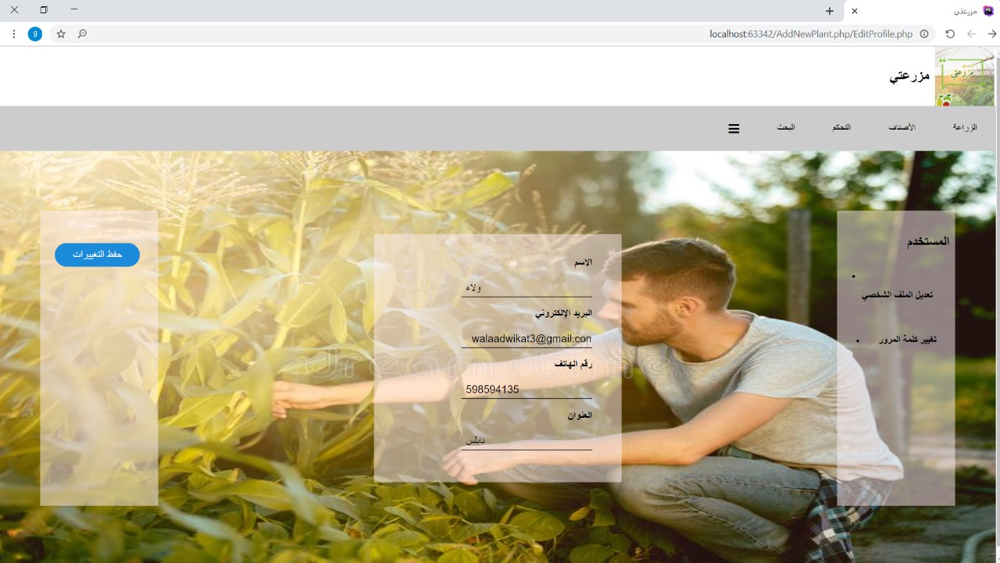 مزرعتي
localhost:63342/AddNewPlant.php/EditProfile.php
g
مزرعتي
مزرعتي
الزراعة
الأصناف
التحكم
البحث
المستخدم
تعديل الملف الشخصي
تغيير كلمة المرور
الاسم
ولاء
البريد الإلكتروني
walaadwikat3@gmail.con
رقم الهاتف
598594135
العنوان
نابلس
حفظ التغييرات
dreamstime.